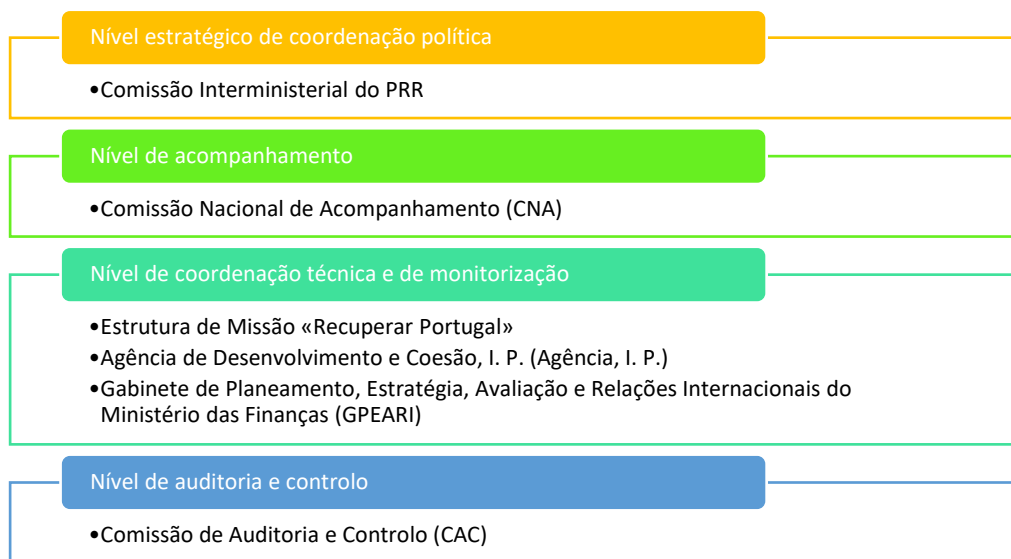 Nível estratégico de coordenação política
•Comissão Interministerial do PRR
Nível de acompanhamento
•Comissão Nacional de Acompanhamento (CNA)
Nível de coordenação técnica e de monitorização
•Estrutura de Missão «Recuperar Portugal»
•Agência de Desenvolvimento e Coesão, I. P. (Agência, I. P.)
•Gabinete de Planeamento, Estratégia, Avaliação e Relações Internacionais do
Ministério das Finanças (GPEARI)
Nível de auditoria e controlo
•Comissão de Auditoria e Controlo (CAC)